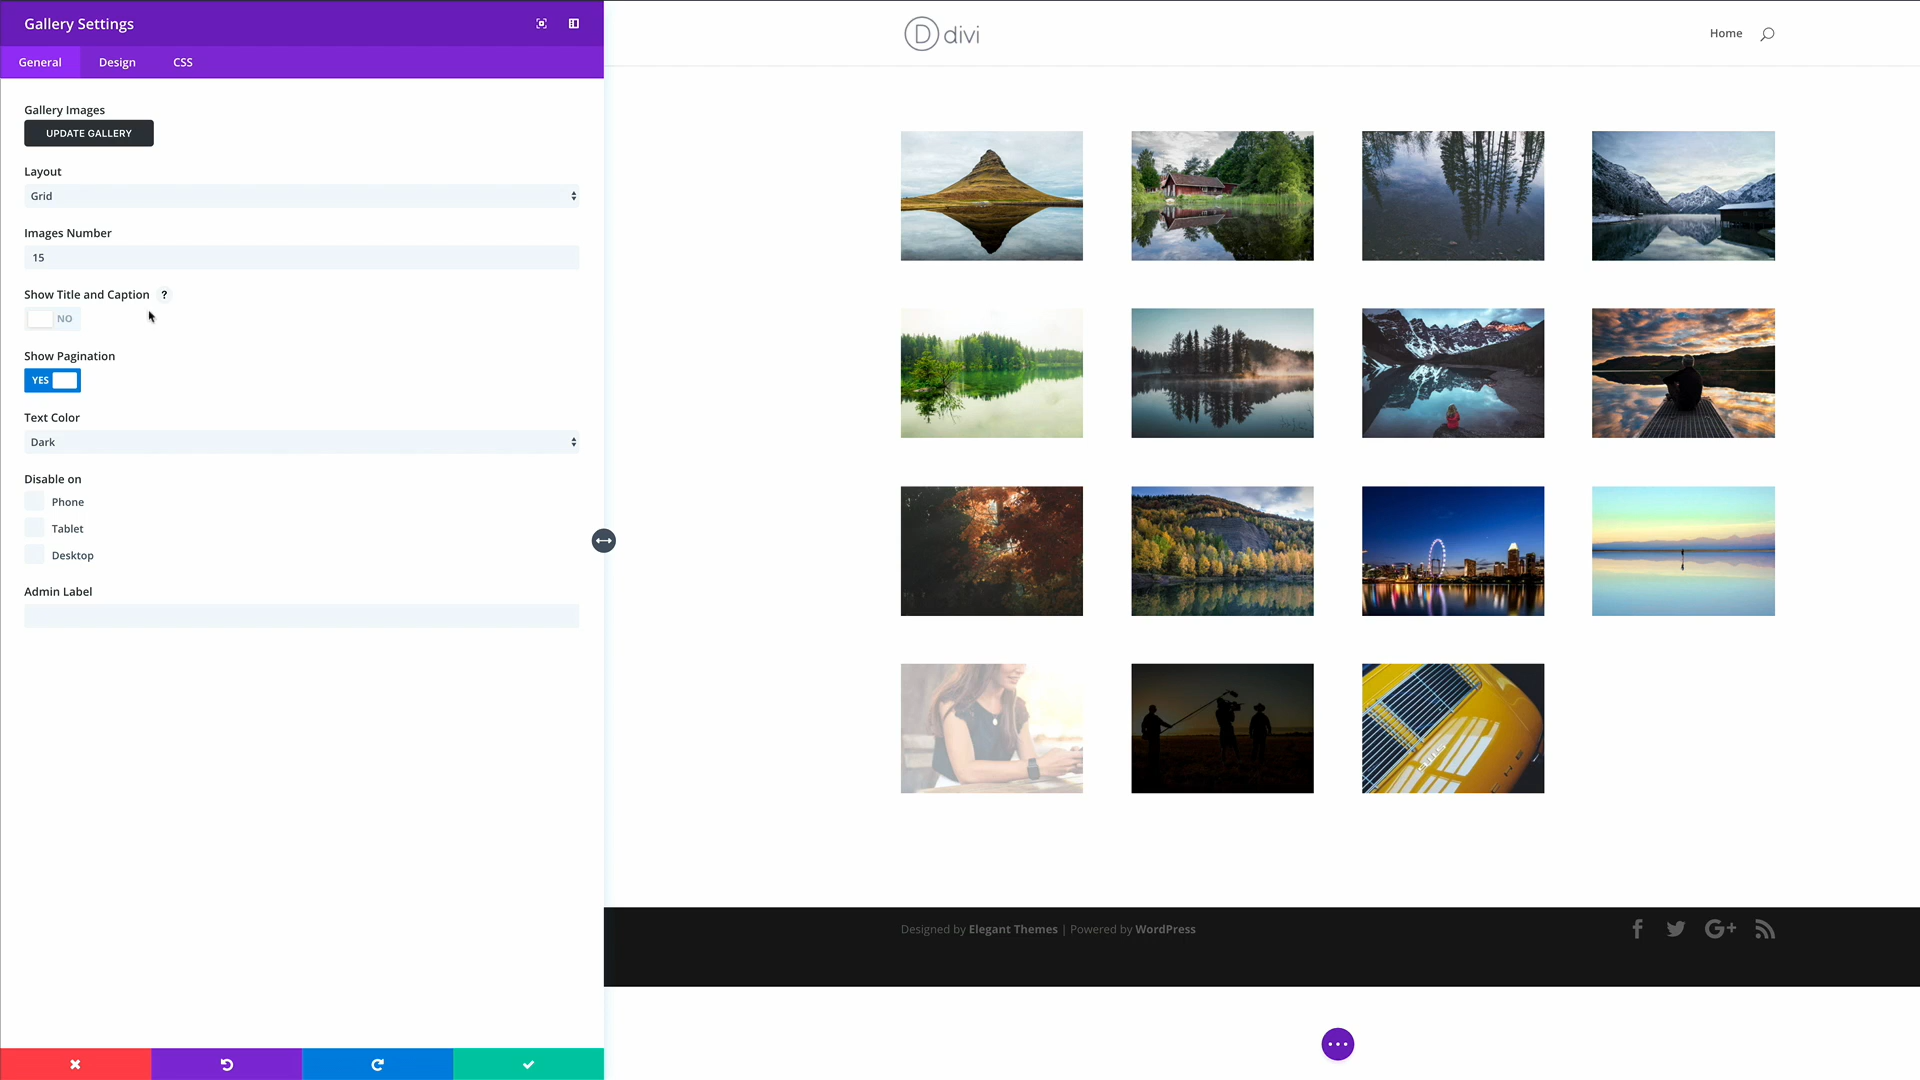 Gallery Settings
General Design CSS
Gallery Images
UPDATE GALLERY
Layout
Grid
Images Number
15
Show Title and Caption ?
NO
Show Pagination
YES
Text Color
Dark
Disable on
Phone
Tablet
Desktop
Admin Label
D divi
Home
Designed by Elegant Themes | Powered by WordPress